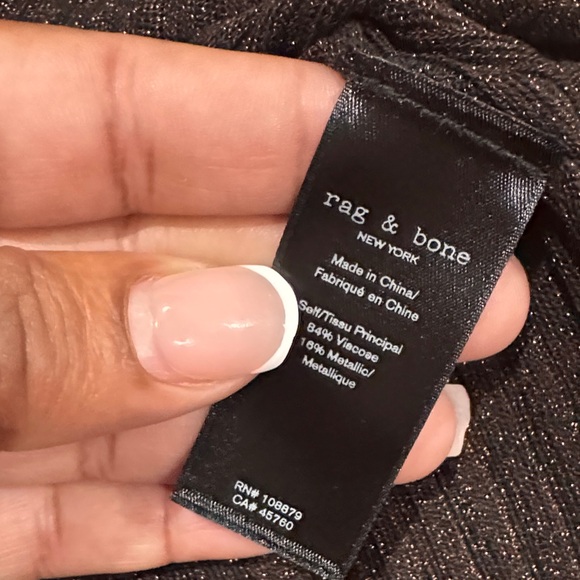 rag & bone
NEW YORK
Made in China/
Fabriqué en Chine
Self/Tissu Principal
84% Viscose
16% Metallic/
Metallique
RN# 108879
CA# 45760